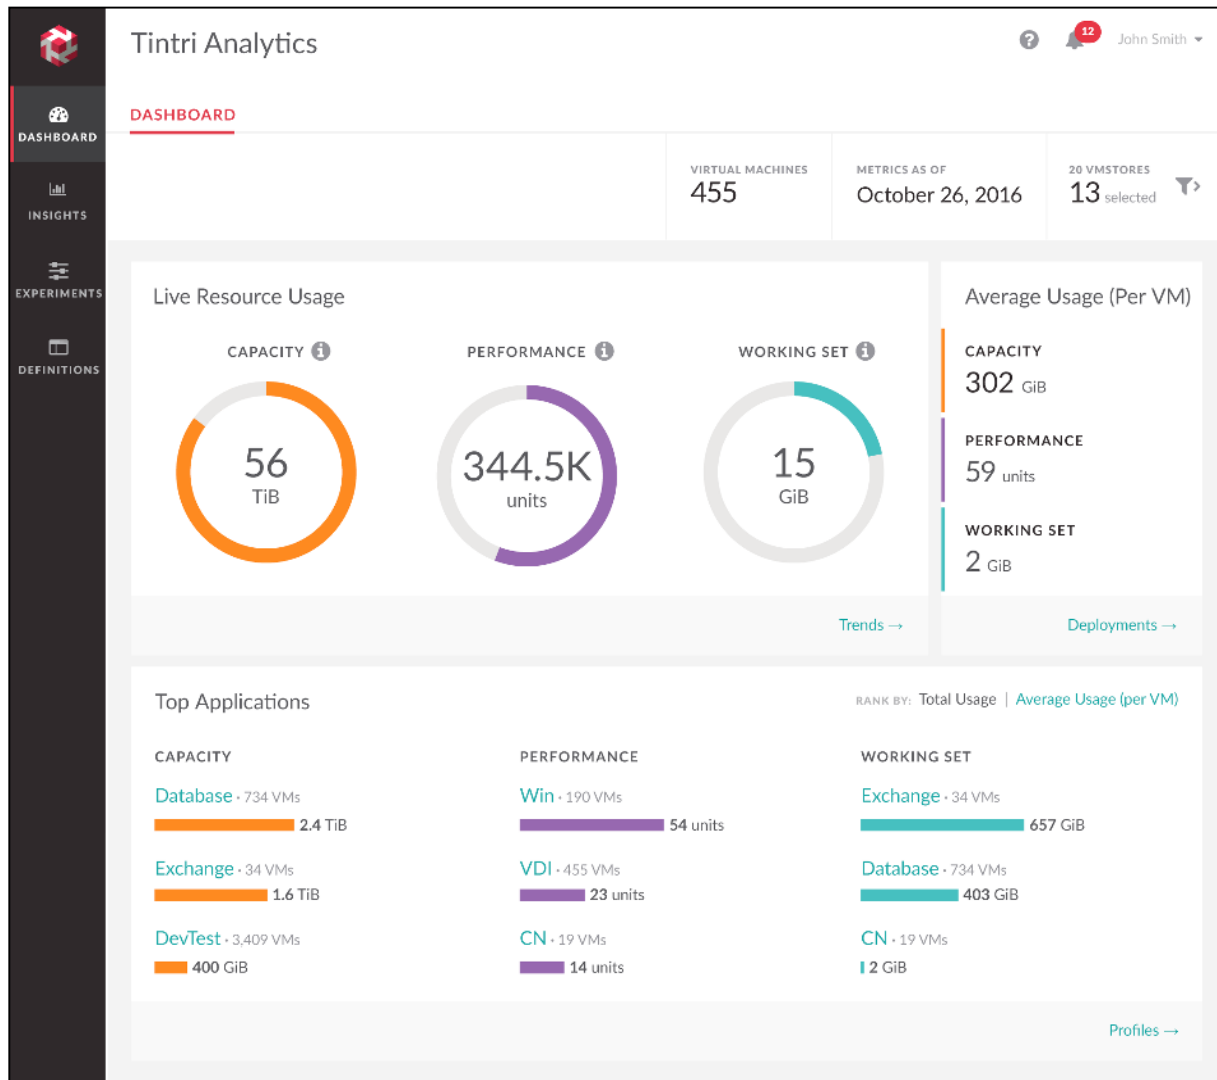 Tintri Analytics
12
John Smith
DASHBOARD
INSIGHTS
EXPERIMENTS
DEFINITIONS
DASHBOARD
VIRTUAL MACHINES
455
METRICS AS OF
October 26, 2016
20 VMSTORES
13 selected
Live Resource Usage
CAPACITY
56
TiB
PERFORMANCE
344.5K
units
WORKING SET
15
GiB
Trends →
Average Usage (Per VM)
CAPACITY
302 GiB
PERFORMANCE
59 units
WORKING SET
2 GiB
Deployments →
Top Applications
RANK BY: Total Usage | Average Usage (per VM)
CAPACITY
Database · 734 VMs
2.4 TiB
Exchange · 34 VMs
1.6 TiB
DevTest · 3,409 VMs
400 GiB
PERFORMANCE
Win · 190 VMs
54 units
VDI · 455 VMs
23 units
CN · 19 VMs
14 units
WORKING SET
Exchange · 34 VMs
657 GiB
Database · 734 VMs
403 GiB
CN · 19 VMs
2 GiB
Profiles →